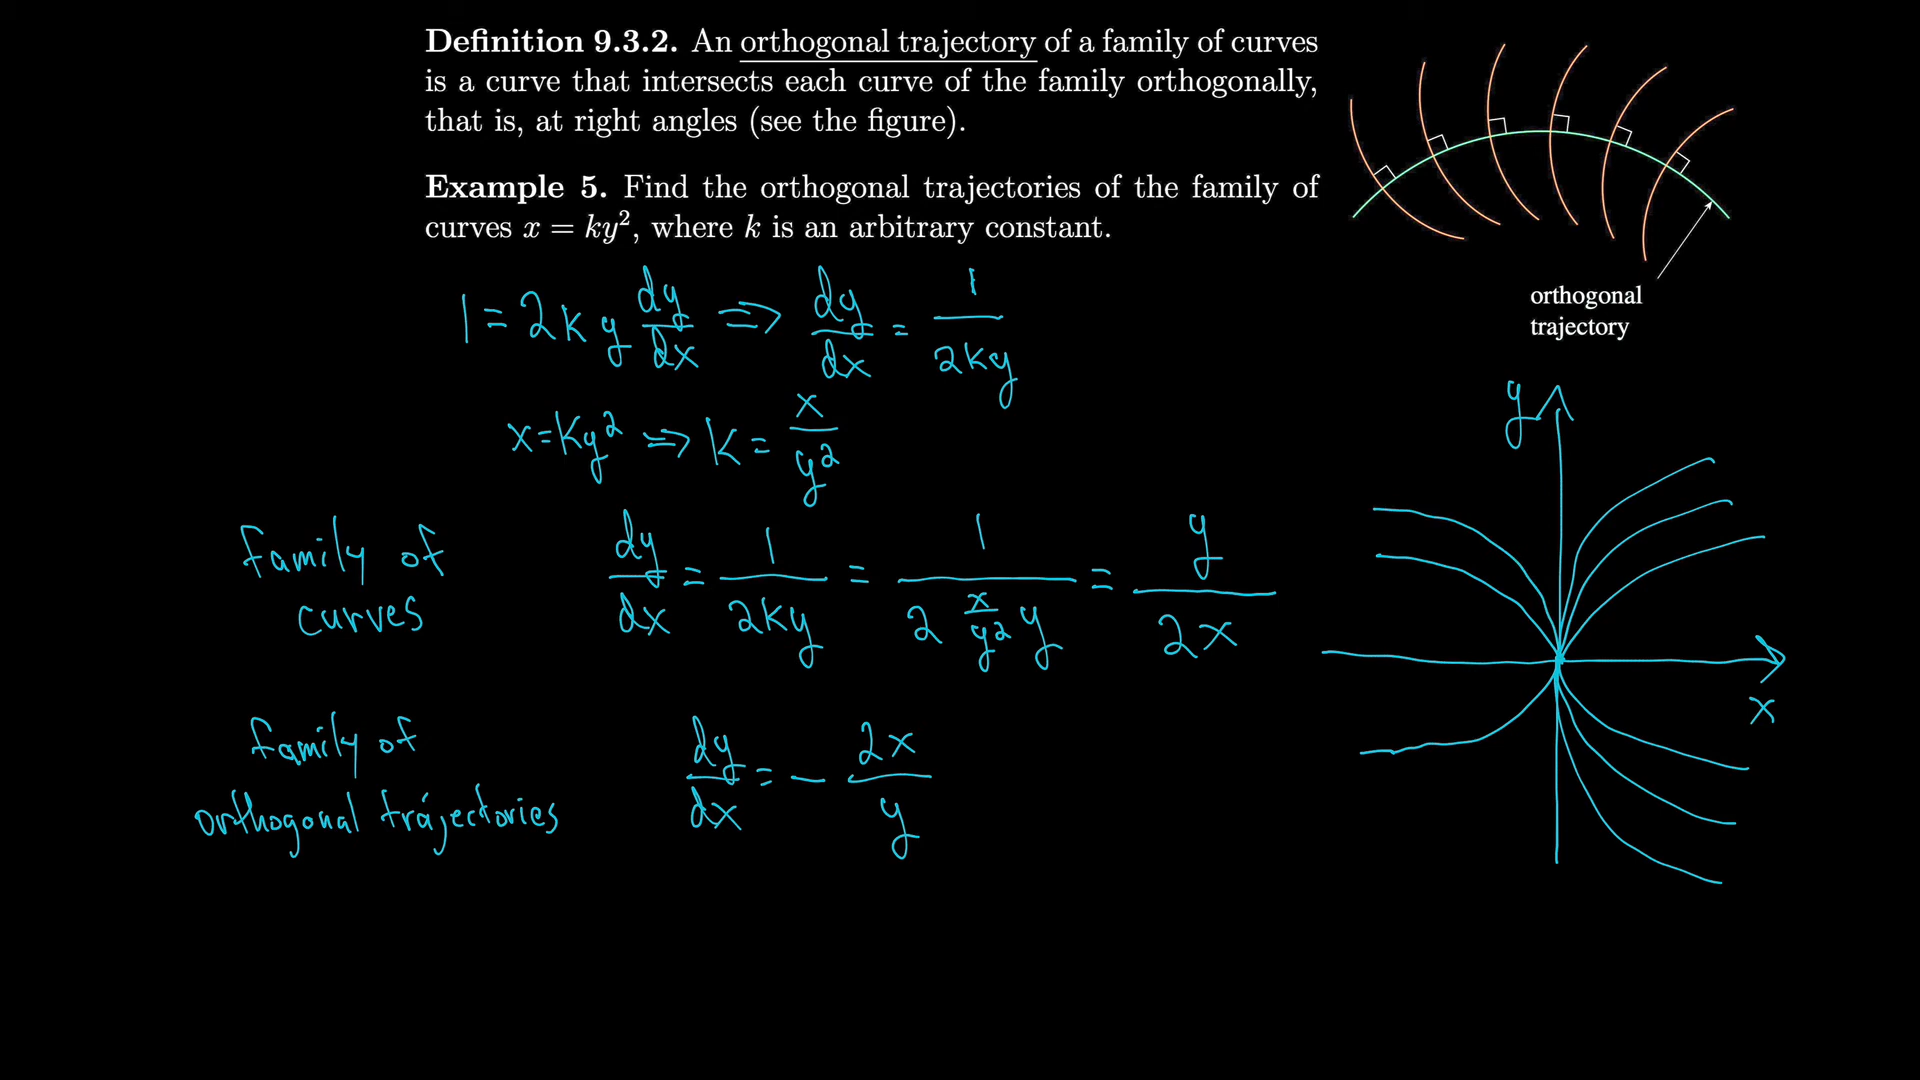 Definition 9.3.2. An orthogonal trajectory of a family of curves
is a curve that intersects each curve of the family orthogonally,
that is, at right angles (see the figure).
Example 5. Find the orthogonal trajectories of the family of
curves x = ky², where k is an arbitrary constant.
orthogonal
trajectory
1 = 2ky dy/dx ⇒ dy/dx = 1/(2ky)
x = ky² ⇒ k = x/y²
family of
curves
dy/dx = 1/(2ky) = 1/(2 (x/y²) y) = y/(2x)
family of
orthogonal trajectories
dy/dx = − 2x/y
y
x